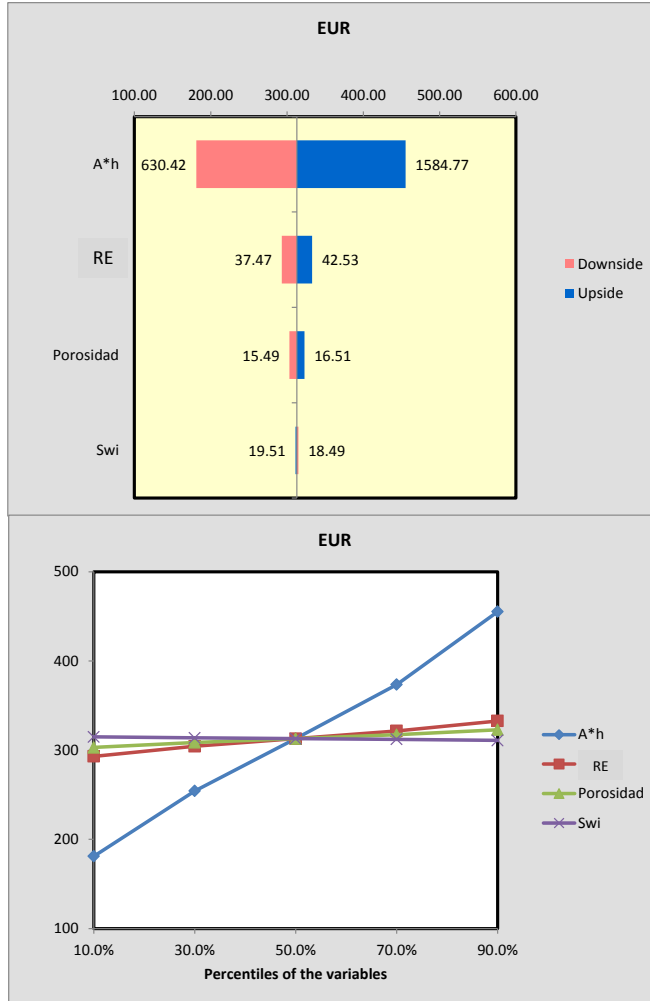 EUR
100.00 200.00 300.00 400.00 500.00 600.00
A*h 630.42 1584.77
RE 37.47 42.53
Downside
Upside
Porosidad 15.49 16.51
Swi 19.51 18.49
EUR
500
400
300
200
100
10.0% 30.0% 50.0% 70.0% 90.0%
Percentiles of the variables
A*h
RE
Porosidad
Swi